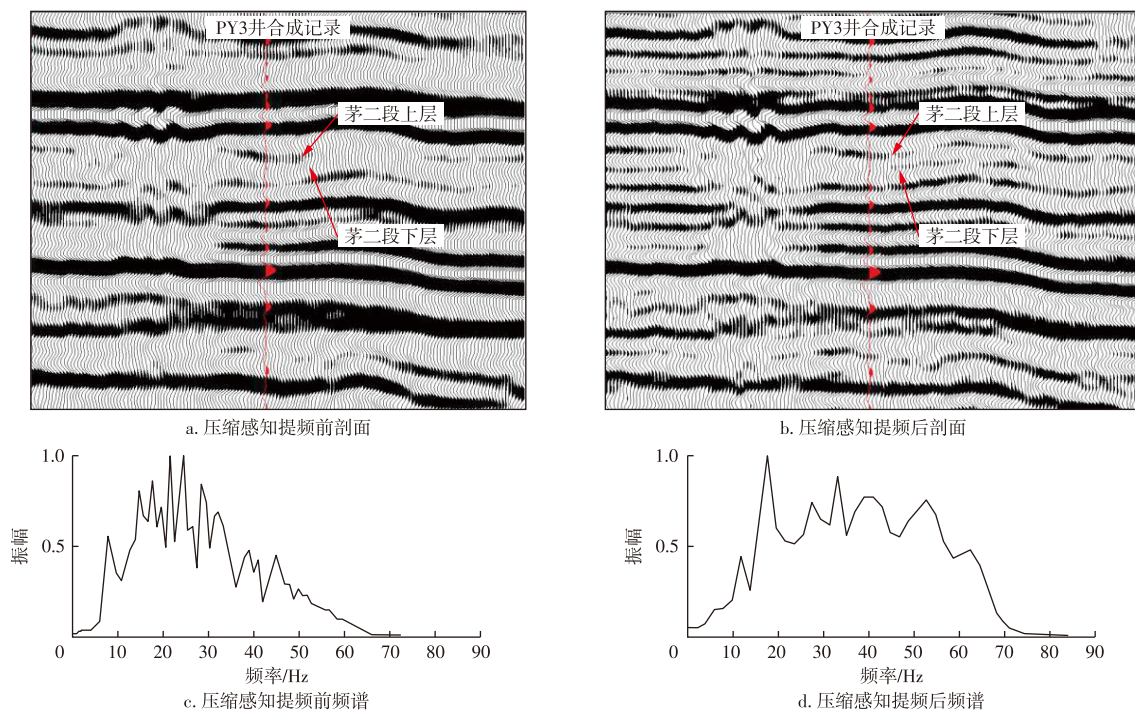 PY3井合成记录
茅二段上层
茅二段下层
a. 压缩感知提频前剖面
PY3井合成记录
茅二段上层
茅二段下层
b. 压缩感知提频后剖面
1.0
0.5
振幅
0 10 20 30 40 50 60 70 80 90
频率/Hz
c. 压缩感知提频前频谱
1.0
0.5
振幅
0 10 20 30 40 50 60 70 80 90
频率/Hz
d. 压缩感知提频后频谱